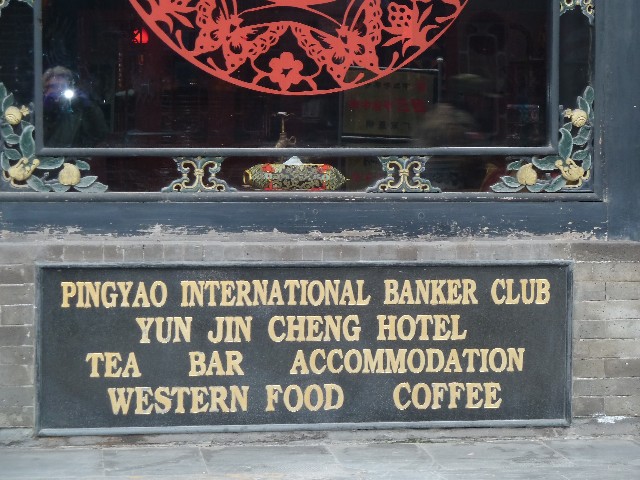 PINGYAO INTERNATIONAL BANKER CLUB
YUN JIN CHENG HOTEL
TEA BAR ACCOMMODATION
WESTERN FOOD COFFEE